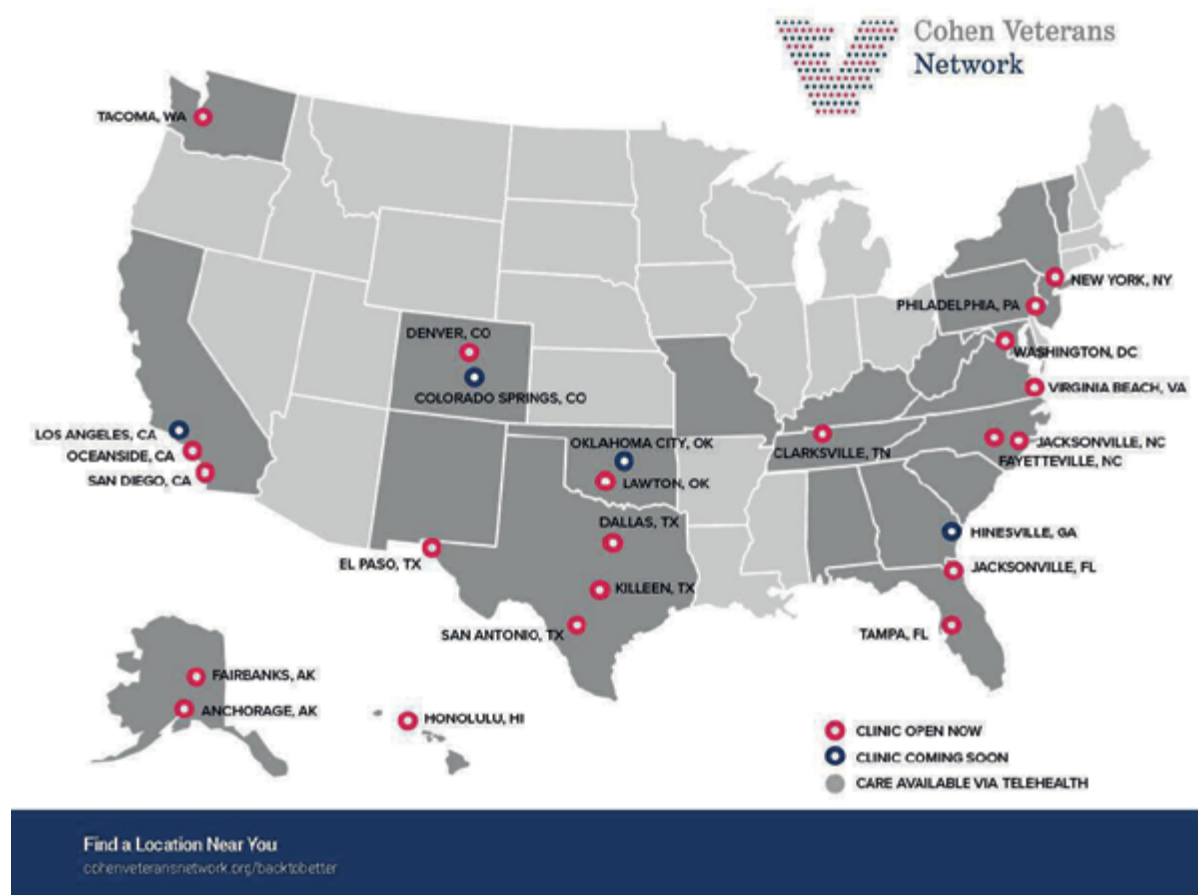 Cohen Veterans
Network
TACOMA, WA
NEW YORK, NY
PHILADELPHIA, PA
DENVER, CO
WASHINGTON, DC
VIRGINIA BEACH, VA
COLORADO SPRINGS, CO
LOS ANGELES, CA
OCEANSIDE, CA
SAN DIEGO, CA
OKLAHOMA CITY, OK
LAWTON, OK
CLARKSVILLE, TN
JACKSONVILLE, NC
FAYETTEVILLE, NC
DALLAS, TX
HINESVILLE, GA
EL PASO, TX
JACKSONVILLE, FL
KILLEEN, TX
SAN ANTONIO, TX
TAMPA, FL
FAIRBANKS, AK
ANCHORAGE, AK
HONOLULU, HI
CLINIC OPEN NOW
CLINIC COMING SOON
CARE AVAILABLE VIA TELEHEALTH
Find a Location Near You
cohenveteransnetwork.org/backtobetter